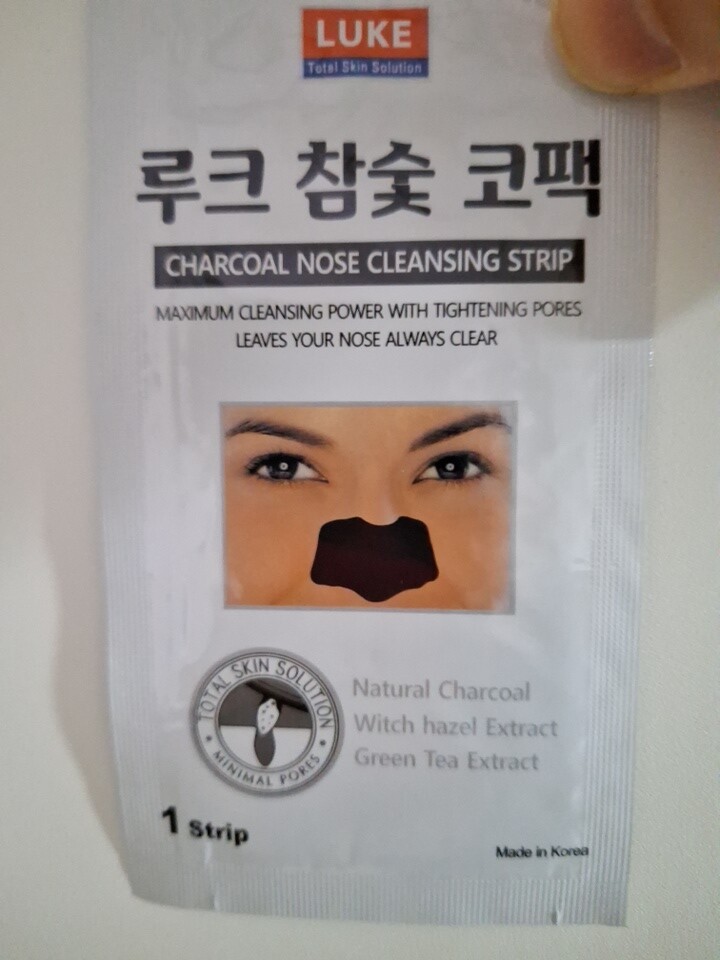 LUKE
Total Skin Solution
루크 참숯 코팩
CHARCOAL NOSE CLEANSING STRIP
MAXIMUM CLEANSING POWER WITH TIGHTENING PORES
LEAVES YOUR NOSE ALWAYS CLEAR
TOTAL SKIN SOLUTION
• MINIMAL PORES •
Natural Charcoal
Witch hazel Extract
Green Tea Extract
1 Strip
Made in Korea